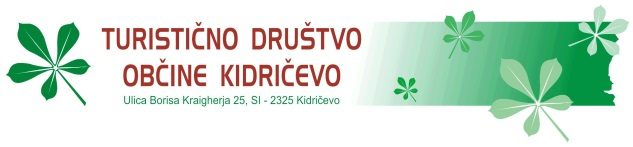 TURISTIČNO DRUŠTVO
OBČINE KIDRIČEVO
Ulica Borisa Kraigherja 25, SI - 2325 Kidričevo